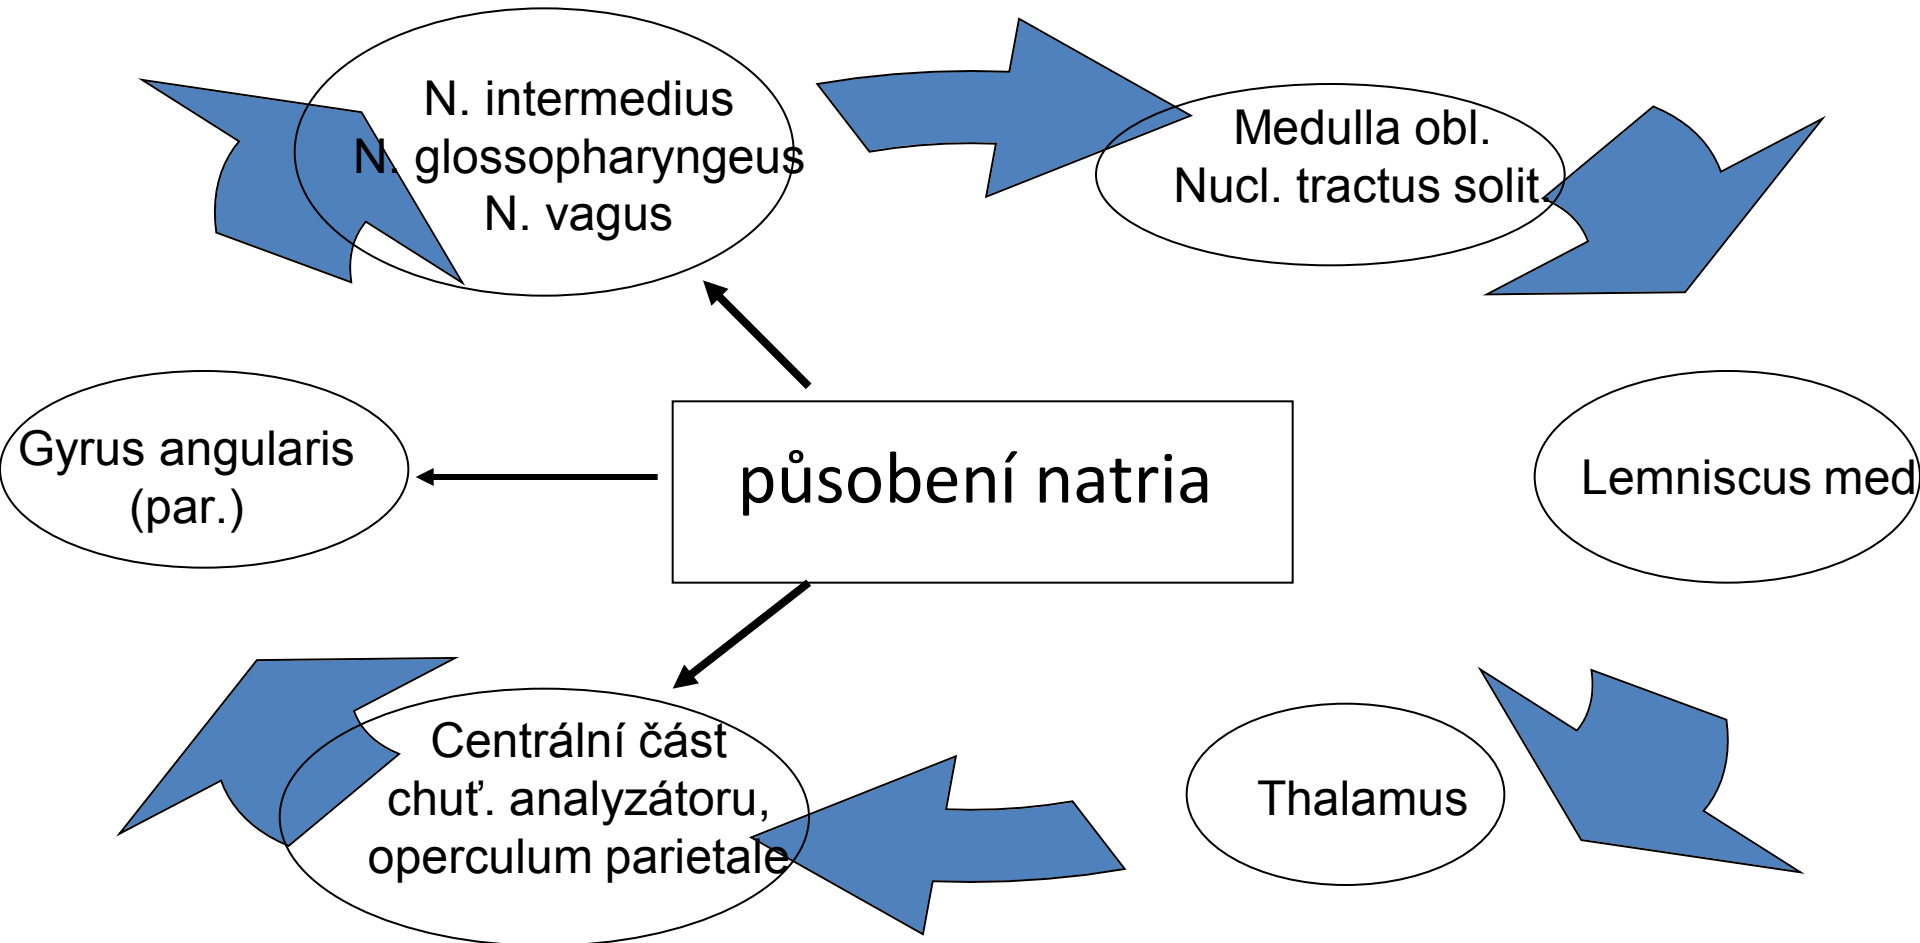 N. intermedius
N. glossopharyngeus
N. vagus
Medulla obl.
Nucl. tractus solit.
Gyrus angularis
(par.)
působení natria
Lemniscus med
Centrální část
chuť. analyzátoru,
operculum parietale
Thalamus